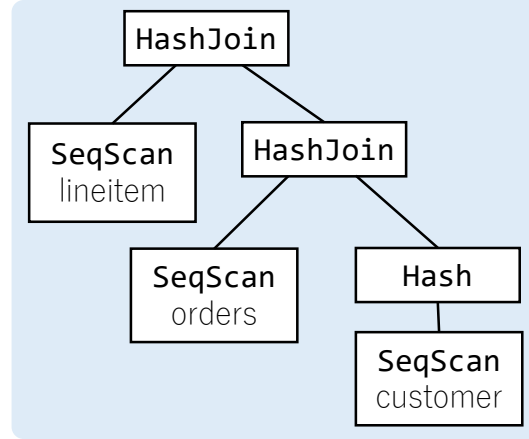 HashJoin
SeqScan
lineitem
HashJoin
SeqScan
orders
Hash
SeqScan
customer